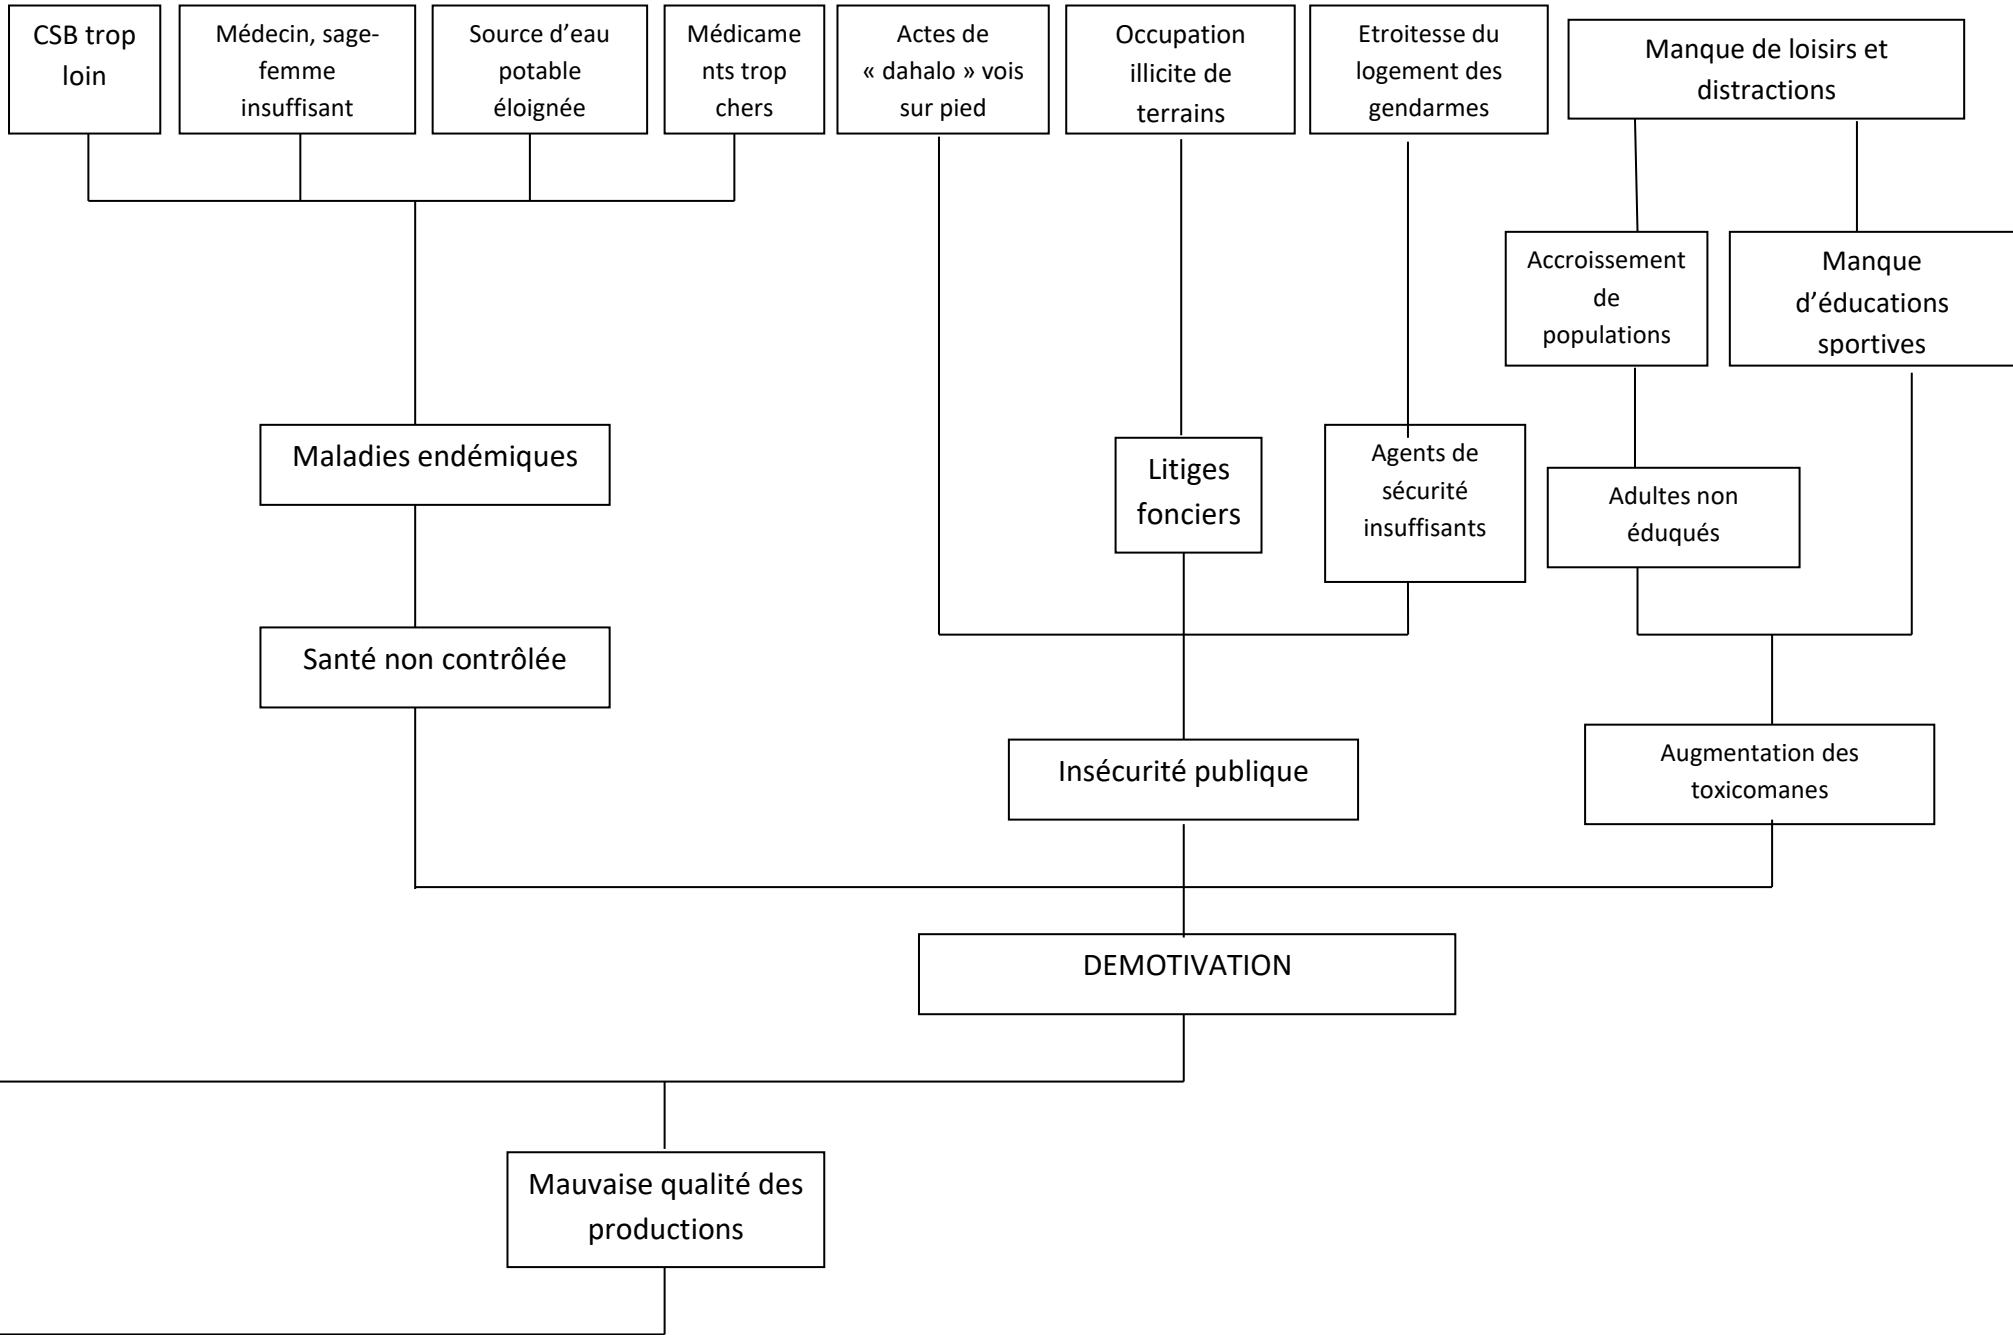 CSB trop
loin
Médecin, sage-
femme
insuffisant
Source d’eau
potable
éloignée
Médicame
nts trop
chers
Actes de
« dahalo » vois
sur pied
Occupation
illicite de
terrains
Etroitesse du
logement des
gendarmes
Manque de loisirs et
distractions
Accroissement
de
populations
Manque
d’éducations
sportives
Maladies endémiques
Litiges
fonciers
Agents de
sécurité
insuffisants
Adultes non
éduqués
Santé non contrôlée
Insécurité publique
Augmentation des
toxicomanes
DEMOTIVATION
Mauvaise qualité des
productions